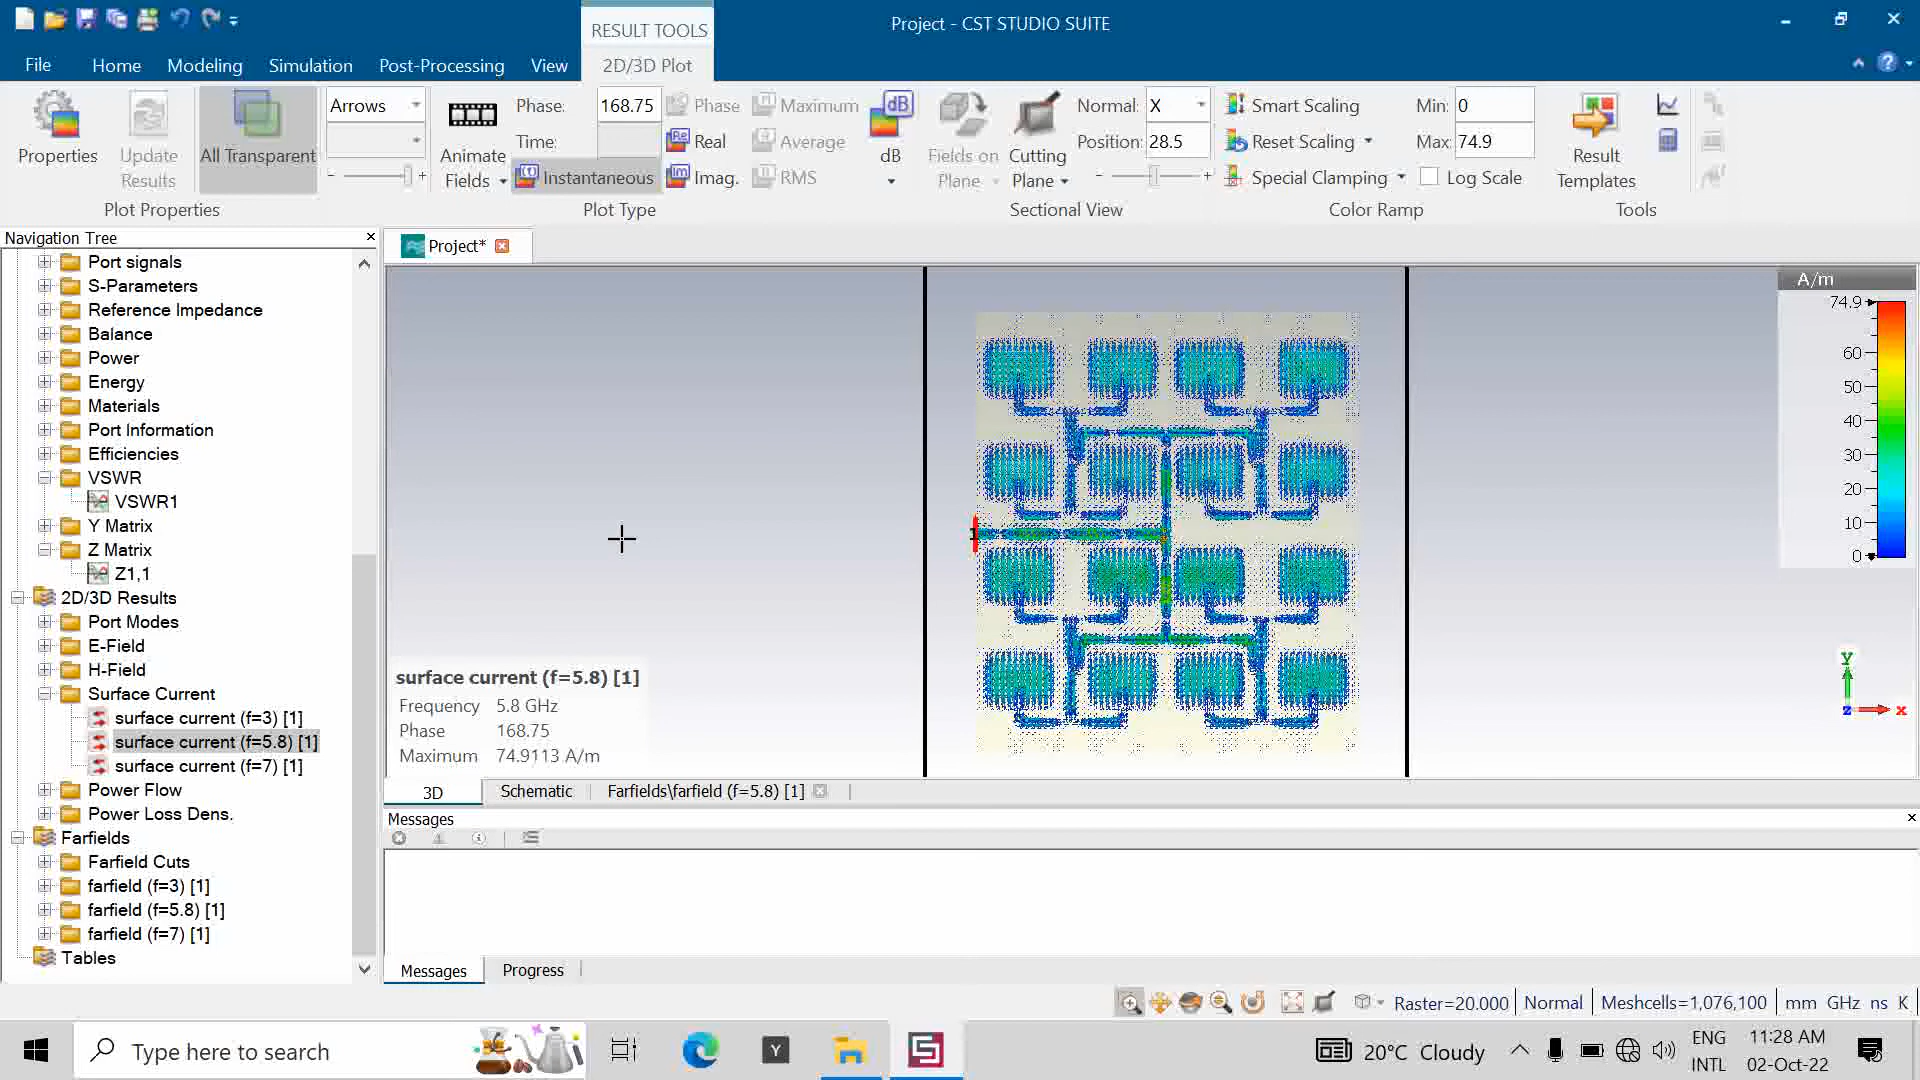 Project - CST STUDIO SUITE
RESULT TOOLS
File
Home
Modeling
Simulation
Post-Processing
View
2D/3D Plot
Properties
Update Results
All Transparent
Arrows
Plot Properties
Animate Fields
Phase: 168.75
Time:
Instantaneous
Phase
Real
Imag.
Maximum
Average
RMS
Plot Type
dB
dB
Fields on Plane
Cutting Plane
Normal: X
Position: 28.5
Sectional View
Smart Scaling
Reset Scaling
Special Clamping
Min: 0
Max: 74.9
Log Scale
Color Ramp
Result Templates
Tools
Navigation Tree
Port signals
S-Parameters
Reference Impedance
Balance
Power
Energy
Materials
Port Information
Efficiencies
VSWR
VSWR1
Y Matrix
Z Matrix
Z1,1
2D/3D Results
Port Modes
E-Field
H-Field
Surface Current
surface current (f=3) [1]
surface current (f=5.8) [1]
surface current (f=7) [1]
Power Flow
Power Loss Dens.
Farfields
Farfield Cuts
farfield (f=3) [1]
farfield (f=5.8) [1]
farfield (f=7) [1]
Tables
Project*
A/m
74.9
60
50
40
30
20
10
0
1
Y
Z
X
surface current (f=5.8) [1]
Frequency 5.8 GHz
Phase 168.75
Maximum 74.9113 A/m
3D
Schematic
Farfields\farfield (f=5.8) [1]
Messages
Messages
Progress
Raster=20.000
Normal
Meshcells=1,076,100
mm GHz ns K
Type here to search
Y
20°C Cloudy
ENG
INTL
11:28 AM
02-Oct-22